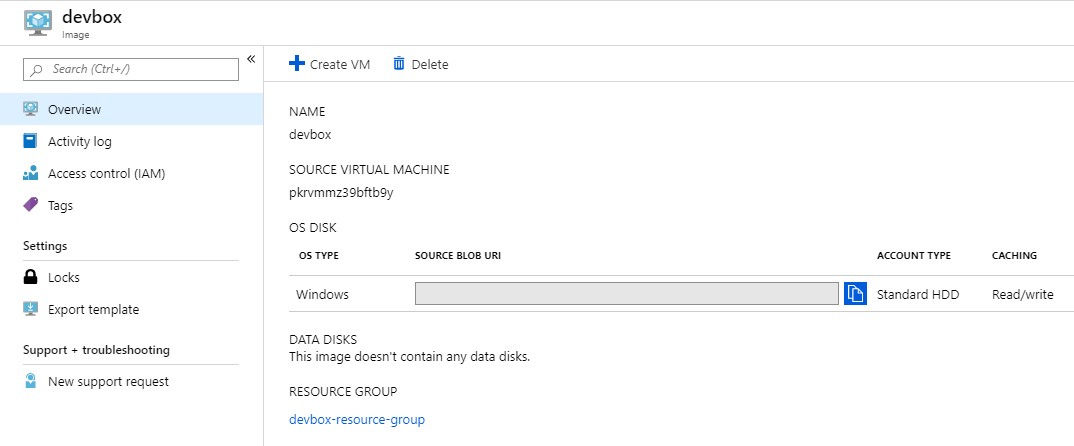 devbox
Image
Search (Ctrl+/)
«
Overview
Activity log
Access control (IAM)
Tags
Settings
Locks
Export template
Support + troubleshooting
New support request
Create VM Delete
NAME
devbox
SOURCE VIRTUAL MACHINE
pkrvmmz39bftb9y
OS DISK
OS TYPE SOURCE BLOB URI ACCOUNT TYPE CACHING
Windows Standard HDD Read/write
DATA DISKS
This image doesn't contain any data disks.
RESOURCE GROUP
devbox-resource-group